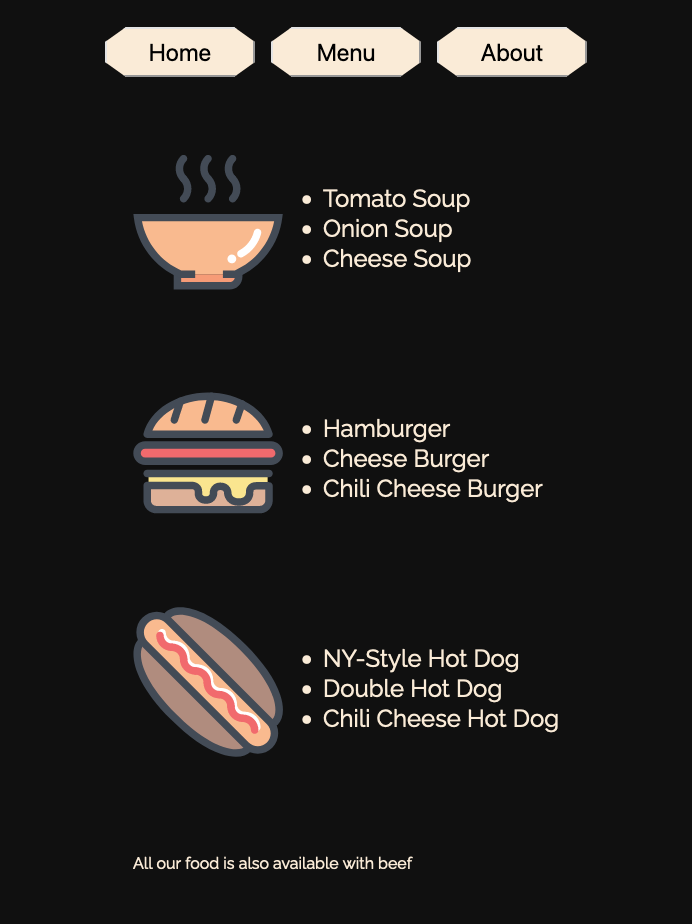 Home Menu About
Tomato Soup
Onion Soup
Cheese Soup
Hamburger
Cheese Burger
Chili Cheese Burger
NY-Style Hot Dog
Double Hot Dog
Chili Cheese Hot Dog
All our food is also available with beef